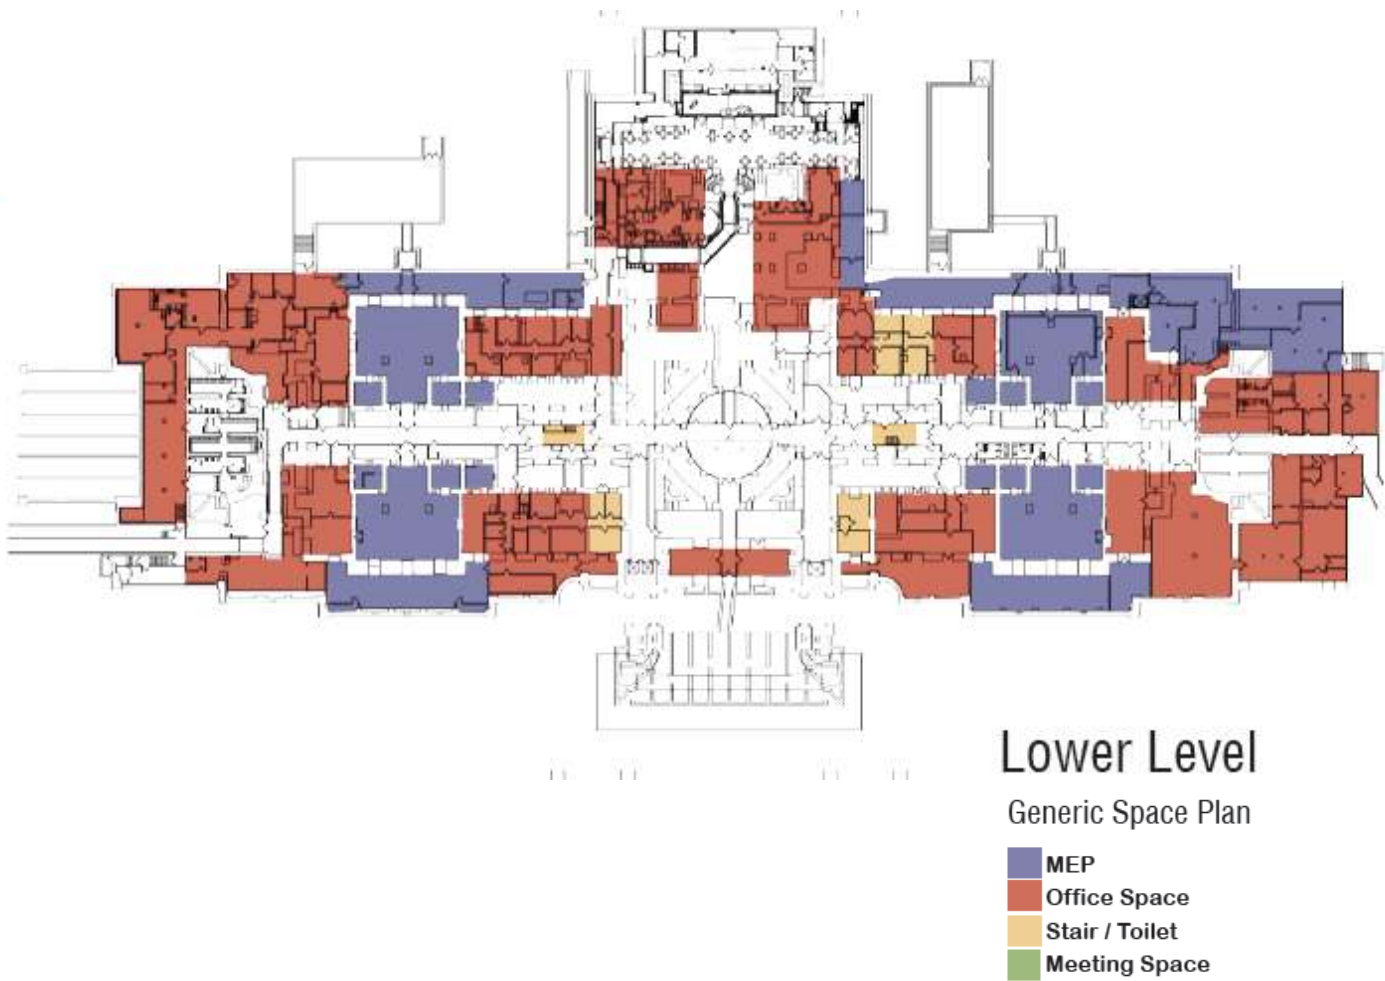 Lower Level
Generic Space Plan
MEP
Office Space
Stair / Toilet
Meeting Space